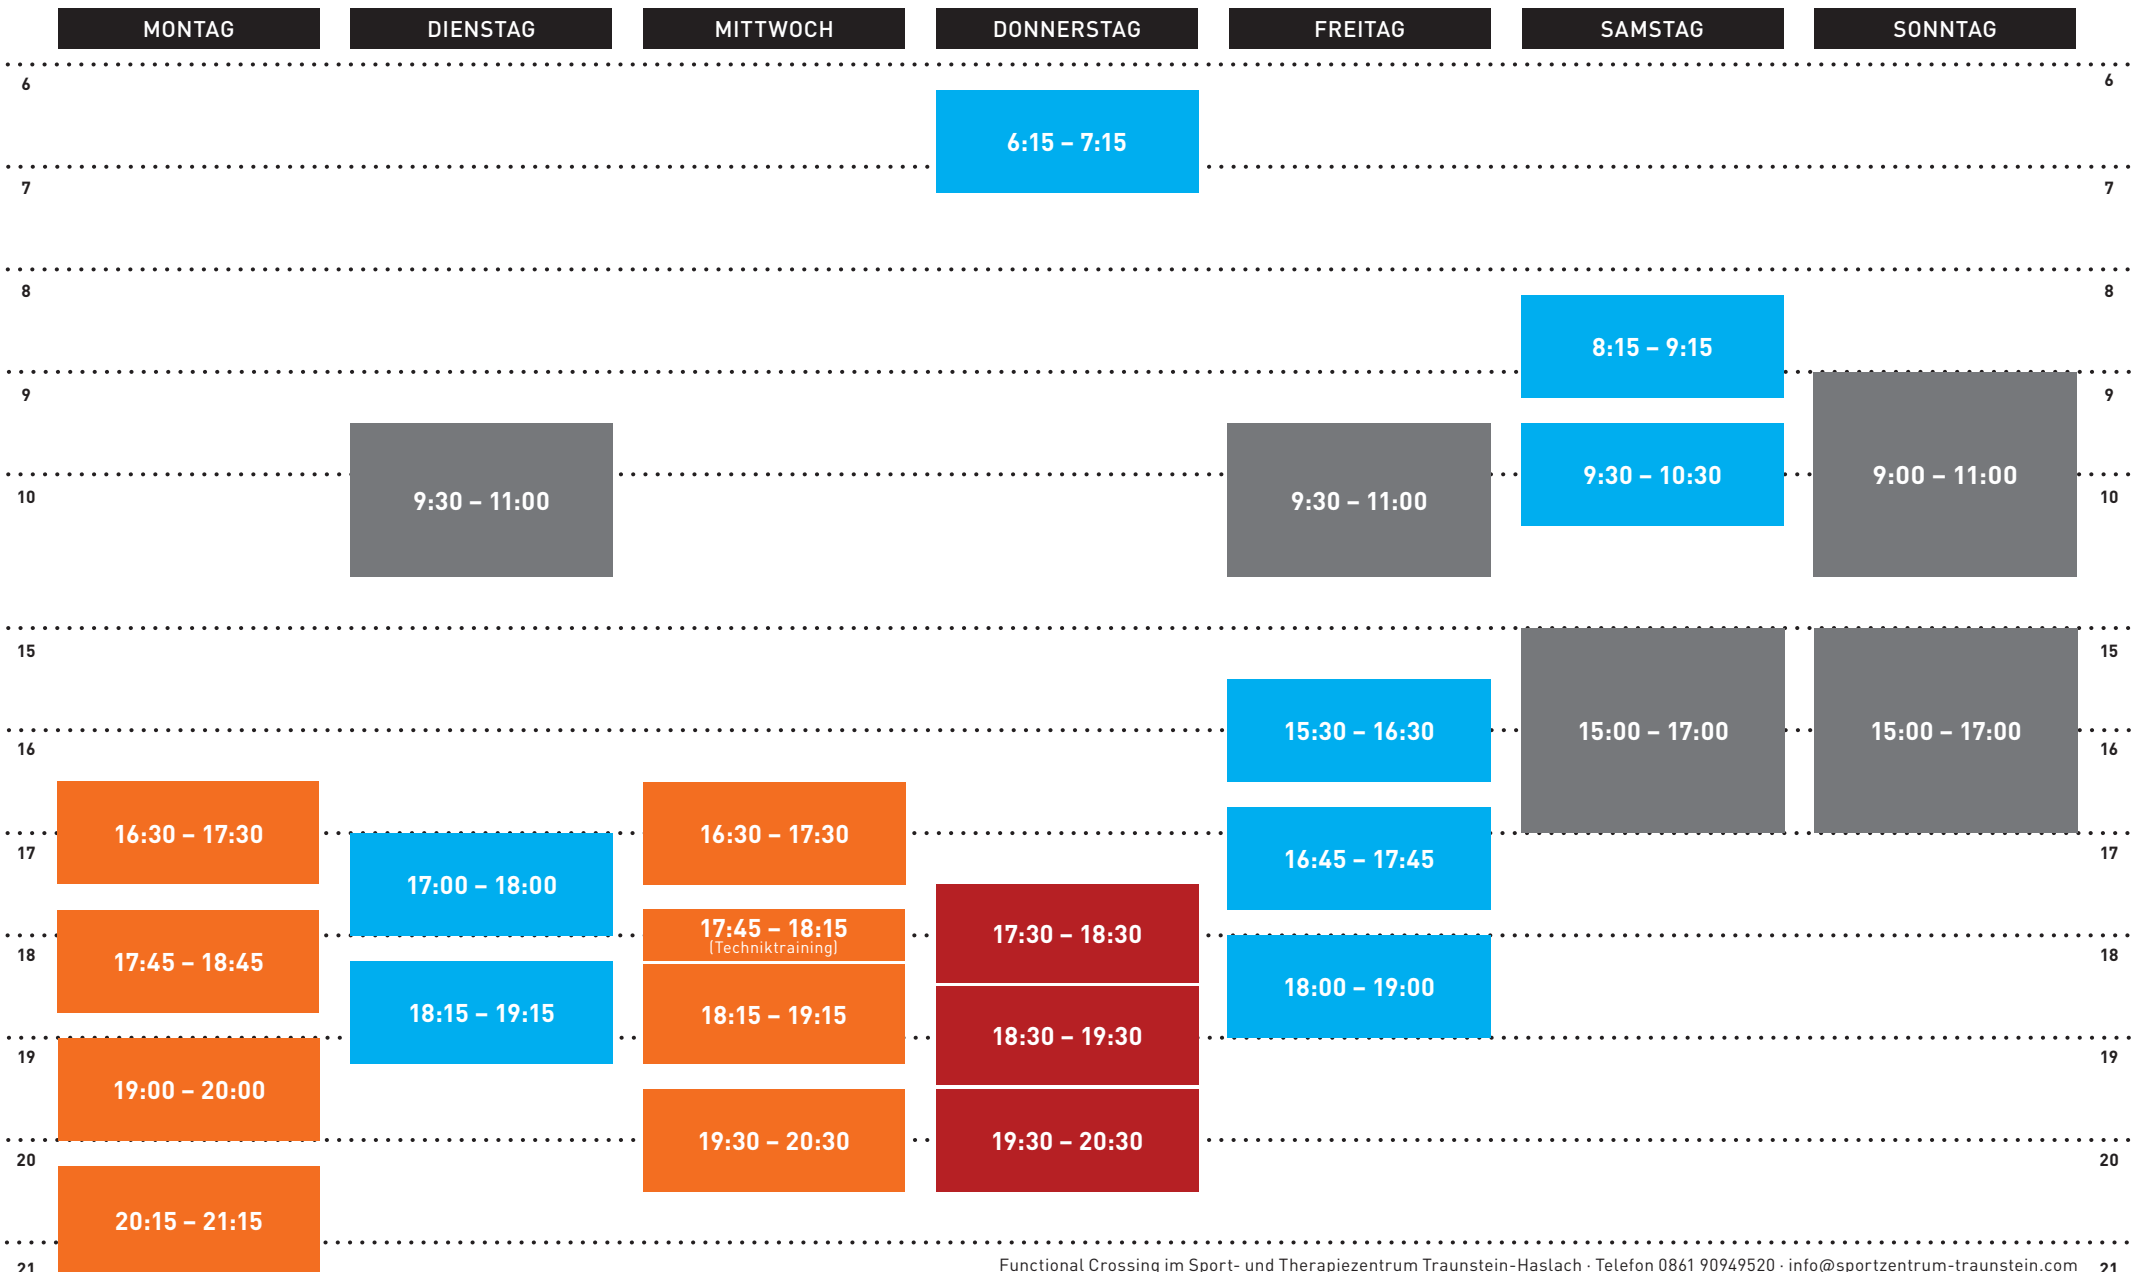 MONTAG DIENSTAG MITTWOCH DONNERSTAG FREITAG SAMSTAG SONNTAG
6 6
6:15 – 7:15
7 7
8 8
8:15 – 9:15
9 9
9:30 – 11:00 9:30 – 11:00 9:30 – 10:30 9:00 – 11:00
10 10
15 15
15:30 – 16:30 15:00 – 17:00 15:00 – 17:00
16 16
16:30 – 17:30 16:30 – 17:30
17 17
17:00 – 18:00 16:45 – 17:45
17:45 – 18:15
(Techniktraining)
17:30 – 18:30
18 18
17:45 – 18:45
18:15 – 19:15 18:15 – 19:15 18:00 – 19:00
18:30 – 19:30
19 19
19:00 – 20:00
19:30 – 20:30 19:30 – 20:30
20 20
20:15 – 21:15
21 Functional Crossing im Sport- und Therapiezentrum Traunstein-Haslach · Telefon 0861 90949520 · info@sportzentrum-traunstein.com 21